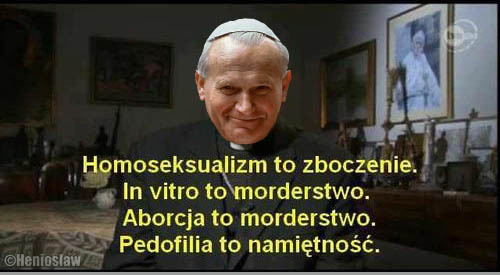 Homoseksualizm to zboczenie.
In vitro to morderstwo.
Aborcja to morderstwo.
Pedofilia to namiętność.
©Heniosław